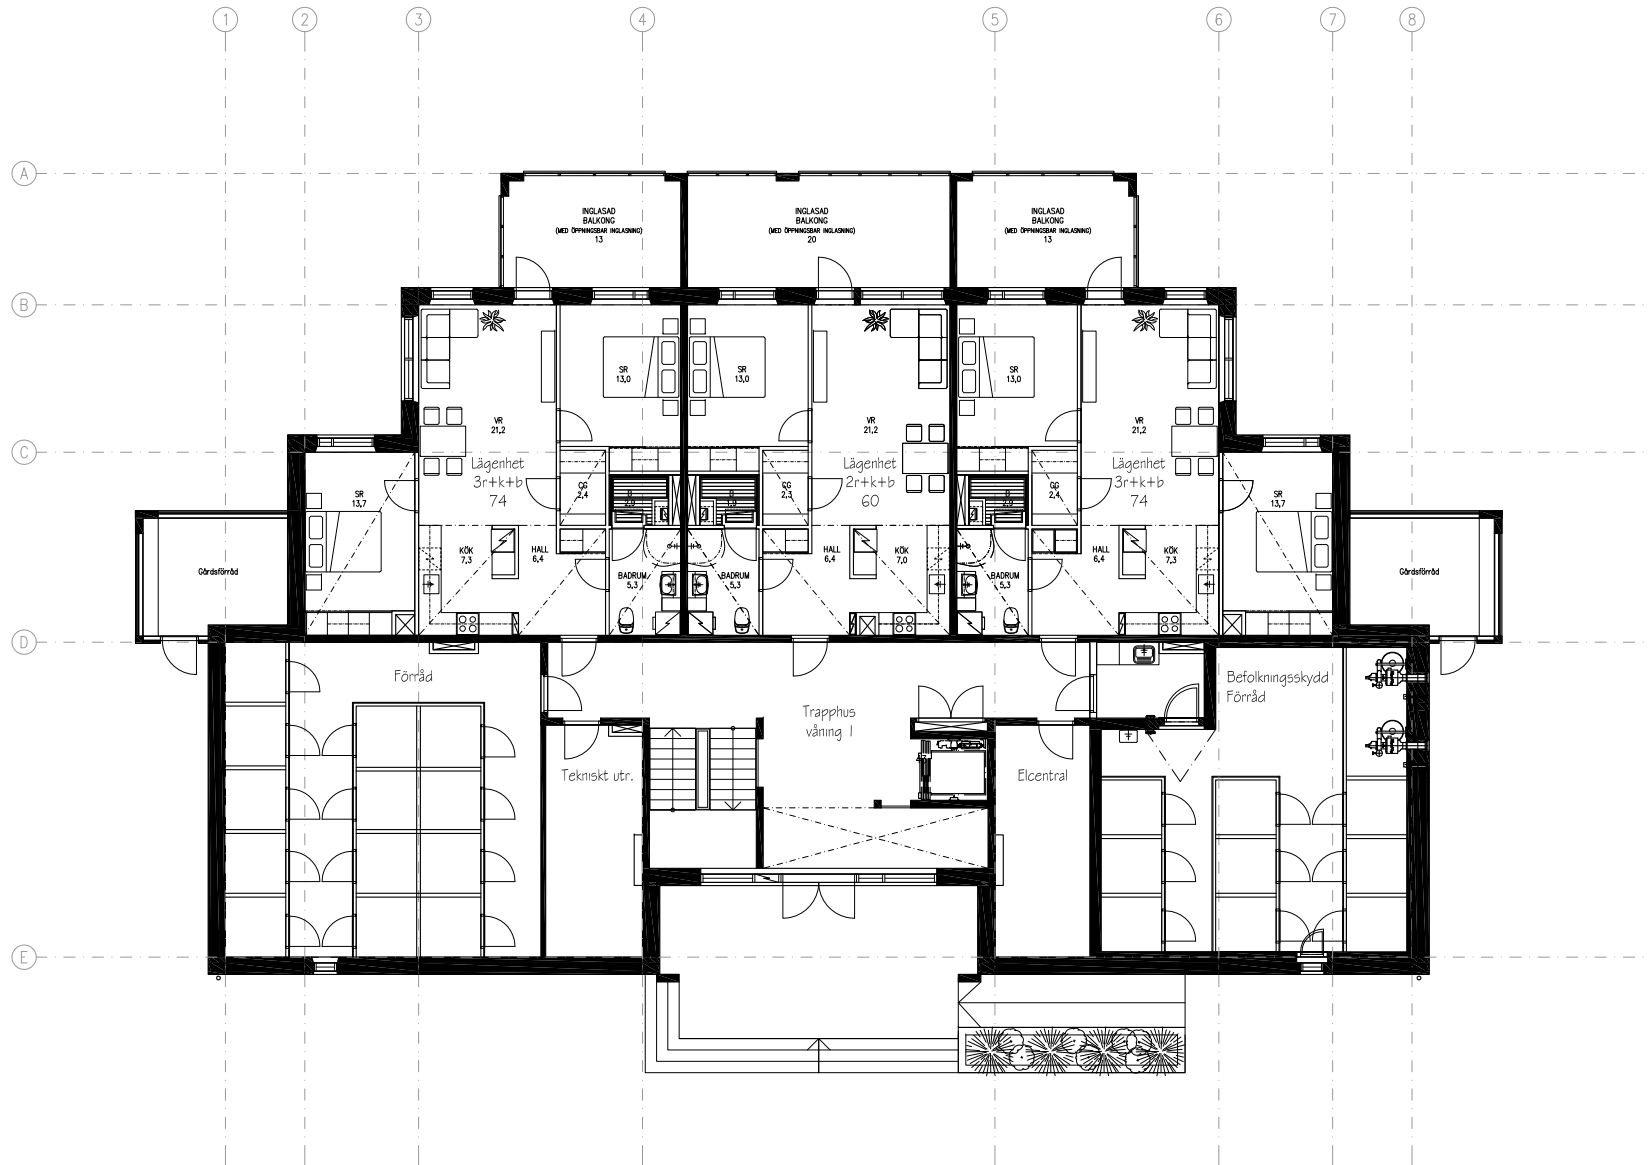 1 2 3 4 5 6 7 8
A
INGLASAD
BALKONG
(MED ÖPPNINGSBAR INGLASNING)
13
INGLASAD
BALKONG
(MED ÖPPNINGSBAR INGLASNING)
20
INGLASAD
BALKONG
(MED ÖPPNINGSBAR INGLASNING)
13
B
SR
13,0
SR
13,0
SR
13,0
VR
21,2
VR
21,2
VR
21,2
C
Lägenhet
3r+k+b
74
Lägenhet
2r+k+b
60
Lägenhet
3r+k+b
74
SR
13,7
GG
2,4
GG
2,3
GG
2,4
SR
13,7
KÖK
7,3
HALL
6,4
BADRUM
5,3
BADRUM
5,3
HALL
6,4
KÖK
7,0
BADRUM
5,3
HALL
6,4
KÖK
7,3
Gårdsförråd
Gårdsförråd
D
Förråd
Befolkningsskydd
Förråd
Trapphus
våning 1
Tekniskt utr.
Elcentral
E